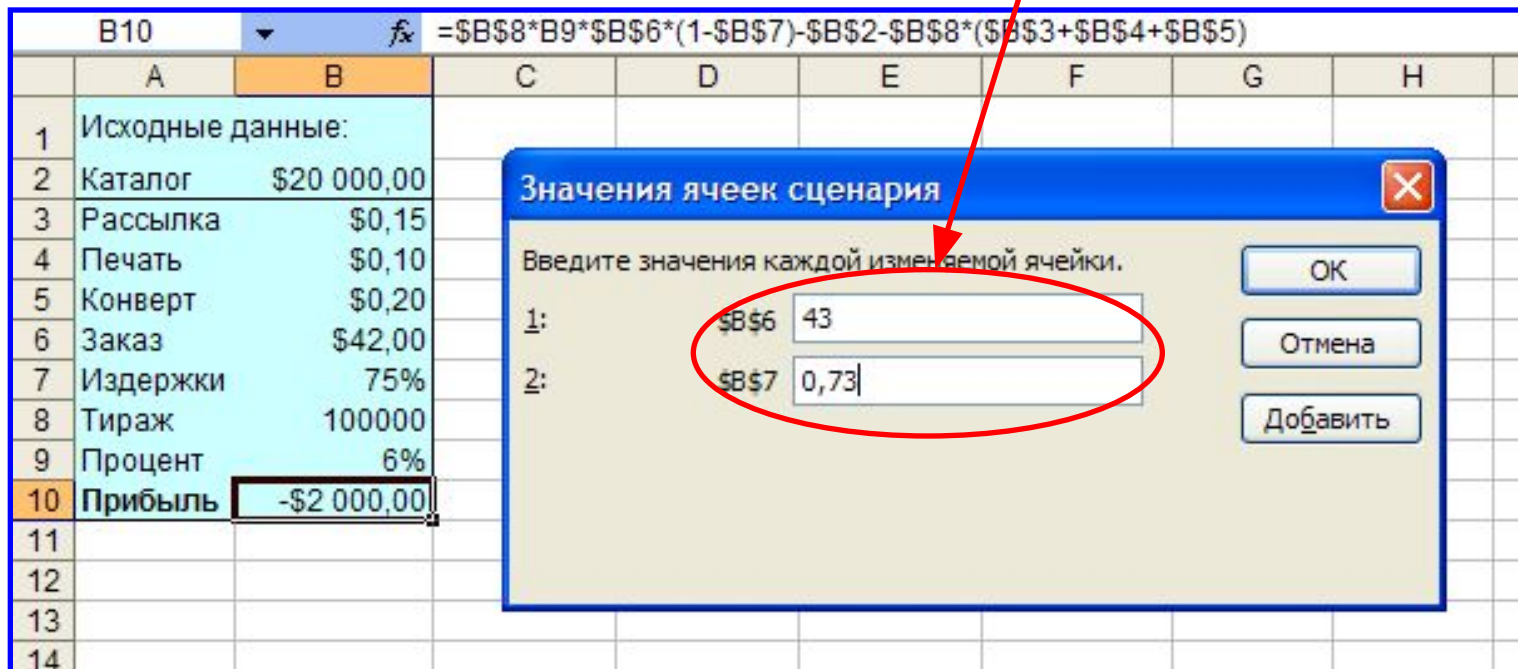 B10 fx =$B$8*B9*$B$6*(1-$B$7)-$B$2-$B$8*($B$3+$B$4+$B$5)
A B C D E F G H
1 Исходные данные:
2 Каталог $20 000,00
3 Рассылка $0,15
4 Печать $0,10
5 Конверт $0,20
6 Заказ $42,00
7 Издержки 75%
8 Тираж 100000
9 Процент 6%
10 Прибыль -$2 000,00
11
12
13
14
Значения ячеек сценария
Введите значения каждой изменяемой ячейки.
1: $B$6 43
2: $B$7 0,73
ОК
Отмена
Добавить